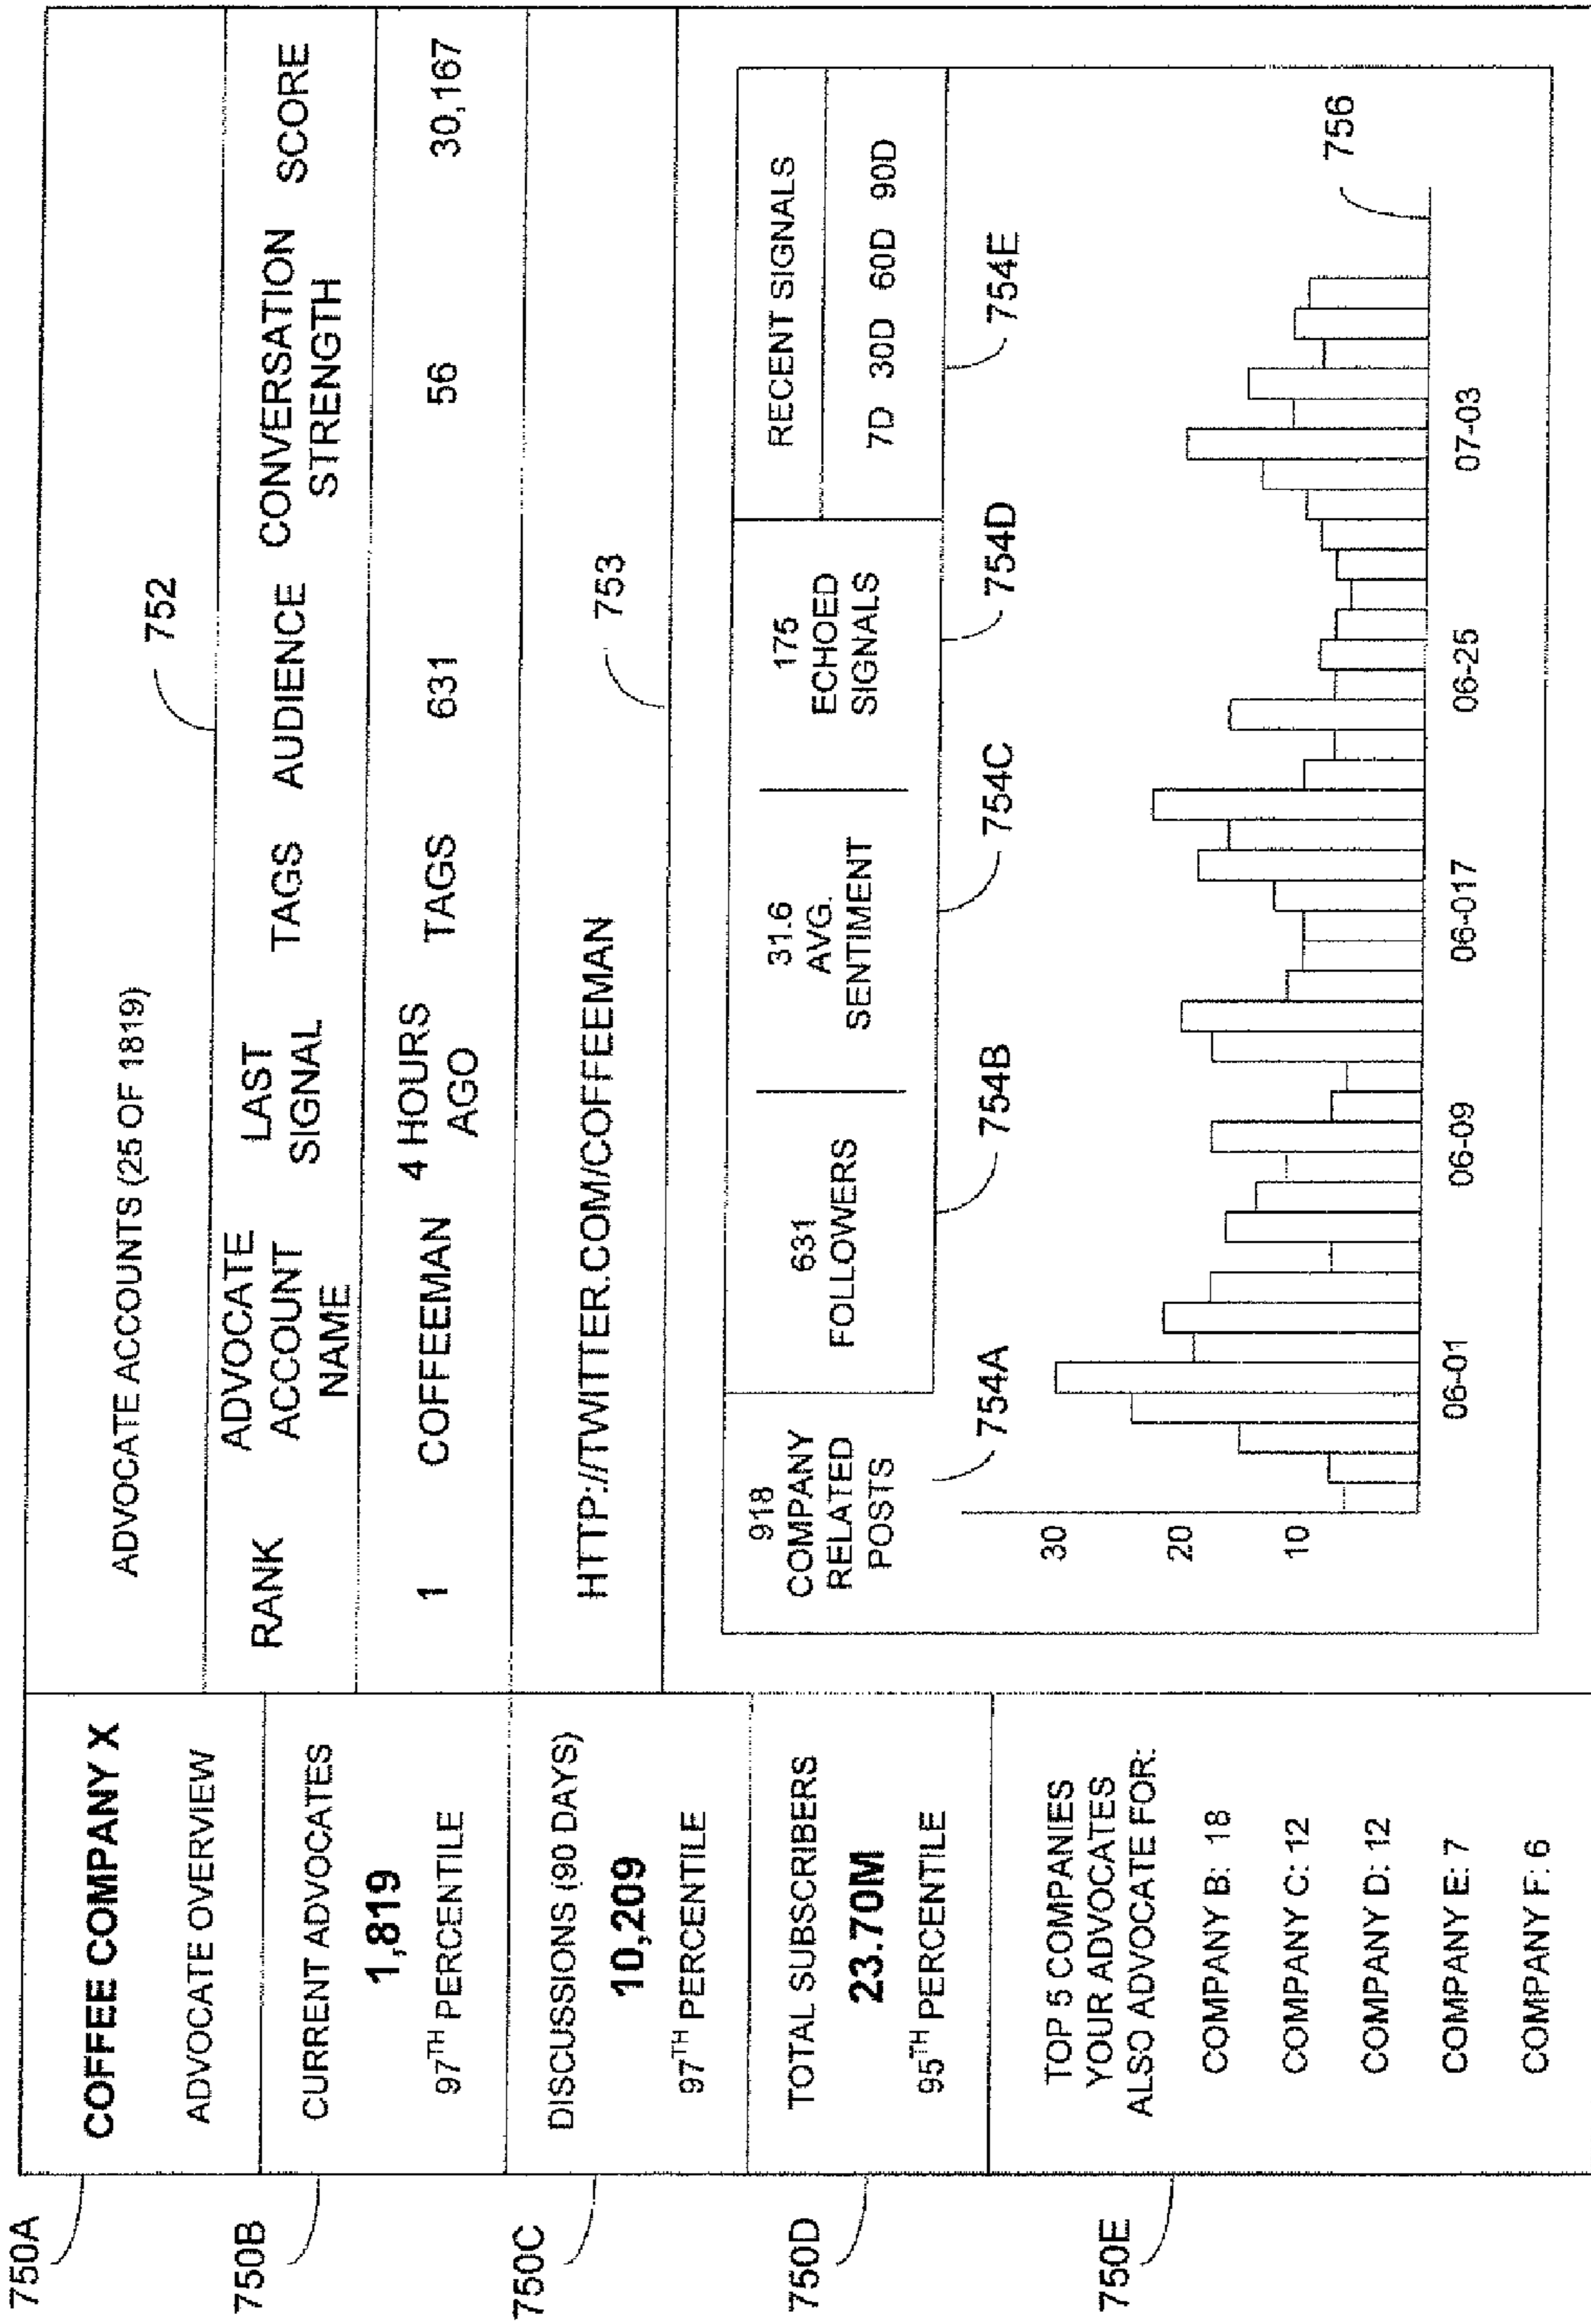 750A
COFFEE COMPANY X
ADVOCATE OVERVIEW
750B
CURRENT ADVOCATES
1,819
97TH PERCENTILE
750C
DISCUSSIONS (90 DAYS)
10,209
97TH PERCENTILE
750D
TOTAL SUBSCRIBERS
23.70M
95TH PERCENTILE
750E
TOP 5 COMPANIES
YOUR ADVOCATES
ALSO ADVOCATE FOR:
COMPANY B: 18
COMPANY C: 12
COMPANY D: 12
COMPANY E: 7
COMPANY F: 6
ADVOCATE ACCOUNTS (25 OF 1819)
752
RANK
ADVOCATE
ACCOUNT
NAME
LAST
SIGNAL
TAGS
AUDIENCE
CONVERSATION
STRENGTH
SCORE
1
COFFEEMAN
4 HOURS
AGO
TAGS
631
56
30,167
HTTP://TWITTER.COM/COFFEEMAN
753
918
COMPANY
RELATED
POSTS
631
FOLLOWERS
31.6
AVG.
SENTIMENT
175
ECHOED
SIGNALS
RECENT SIGNALS
7D 30D 60D 90D
754A
754B
754C
754D
754E
30
20
10
756
06-01
06-09
06-017
06-25
07-03